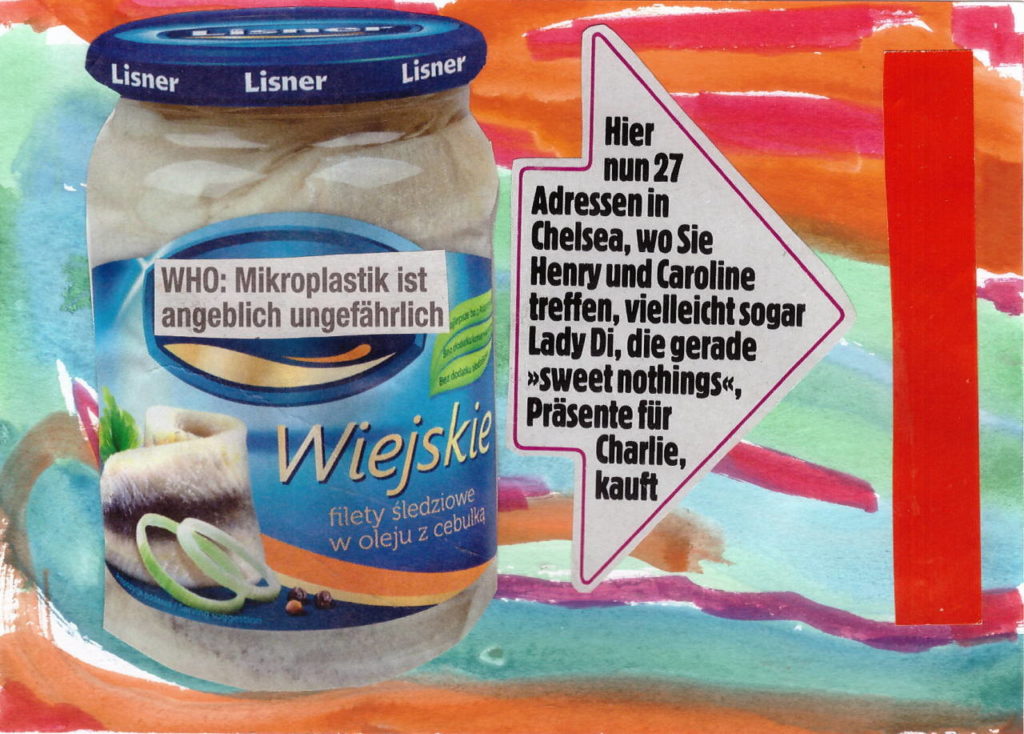 Lisner
Lisner Lisner Lisner
WHO: Mikroplastik ist
angeblich ungefährlich
Wiejskie
filety śledziowe
w oleju z cebulką
Hier
nun 27
Adressen in
Chelsea, wo Sie
Henry und Caroline
treffen, vielleicht sogar
Lady Di, die gerade
»sweet nothings«,
Präsente für
Charlie,
kauft